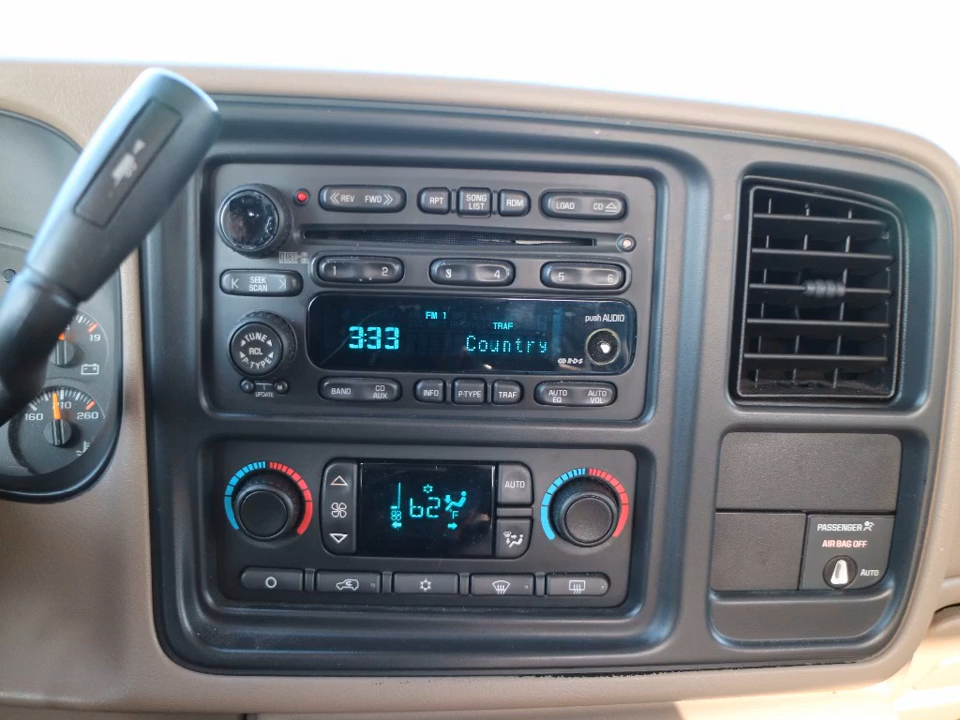 REV FWD
RPT
SONG LIST
RDM
LOAD CD
1 2
3 4
5 6
SEEK
SCAN
FM 1
push AUDIO
3:33
TRAF
Country
TUNE
RCL
P-TYPE
R·D·S
UPDATE
BAND
CD AUX
INFO
P-TYPE
TRAF
AUTO EQ
AUTO VOL
19
210
160
260
AUTO
62 F
PASSENGER
AIR BAG OFF
AUTO